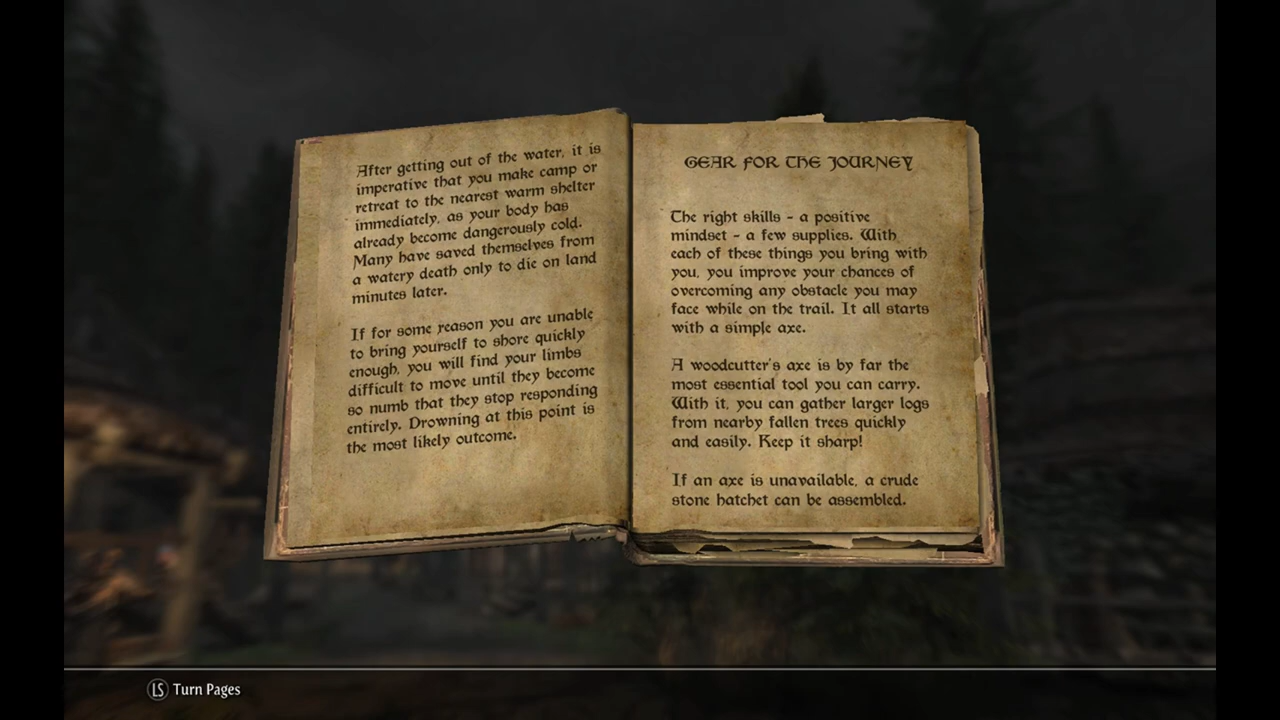 After getting out of the water, it is
imperative that you make camp or
retreat to the nearest warm shelter
immediately, as your body has
already become dangerously cold.
Many have saved themselves from
a watery death only to die on land
minutes later.
If for some reason you are unable
to bring yourself to shore quickly
enough, you will find your limbs
difficult to move until they become
so numb that they stop responding
entirely. Drowning at this point is
the most likely outcome.
GEAR FOR THE JOURNEY
The right skills - a positive
mindset - a few supplies. With
each of these things you bring with
you, you improve your chances of
overcoming any obstacle you may
face while on the trail. It all starts
with a simple axe.
A woodcutter's axe is by far the
most essential tool you can carry.
With it, you can gather larger logs
from nearby fallen trees quickly
and easily. Keep it sharp!
If an axe is unavailable, a crude
stone hatchet can be assembled.
LS Turn Pages